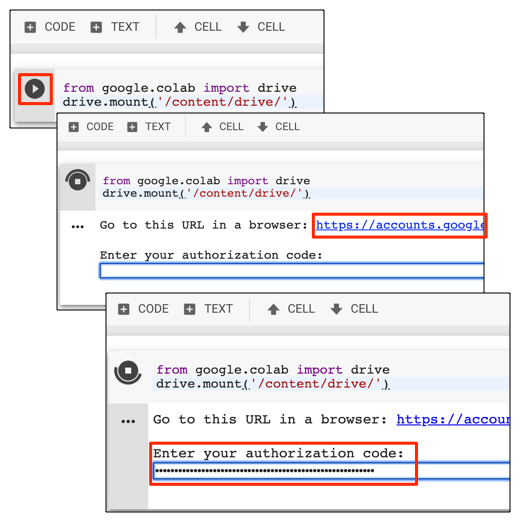 CODE TEXT CELL CELL
from google.colab import drive
drive.mount('/content/drive/')
CODE TEXT CELL CELL
from google.colab import drive
drive.mount('/content/drive/')
Go to this URL in a browser: https://accounts.google
Enter your authorization code:
CODE TEXT CELL CELL
from google.colab import drive
drive.mount('/content/drive/')
Go to this URL in a browser: https://accoun
Enter your authorization code: